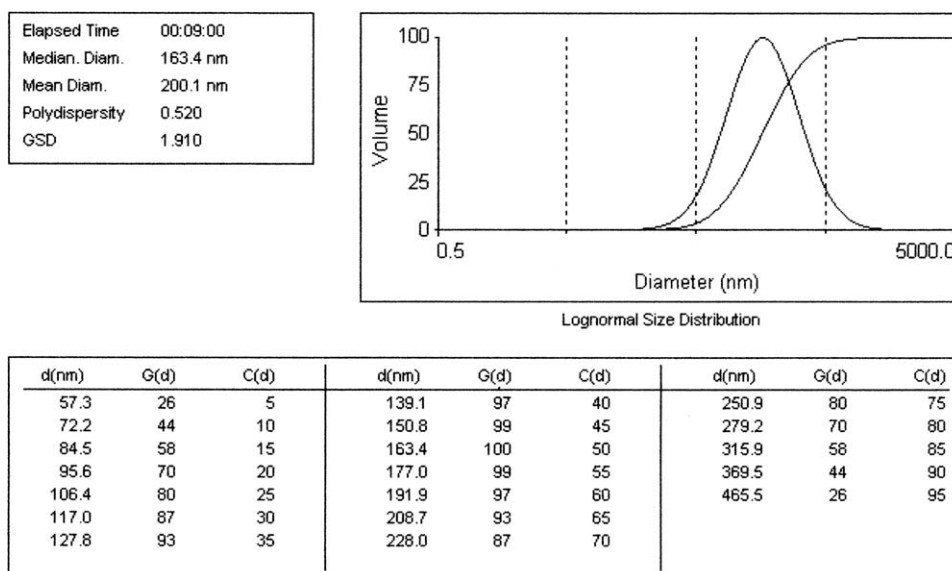 Elapsed Time 00:09:00
Median. Diam. 163.4 nm
Mean Diam. 200.1 nm
Polydispersity 0.520
GSD 1.910
100
75
50
25
0
Volume
0.5 5000.0
Diameter (nm)
Lognormal Size Distribution
d(nm) G(d) C(d) d(nm) G(d) C(d) d(nm) G(d) C(d)
57.3 26 5 139.1 97 40 250.9 80 75
72.2 44 10 150.8 99 45 279.2 70 80
84.5 58 15 163.4 100 50 315.9 58 85
95.6 70 20 177.0 99 55 369.5 44 90
106.4 80 25 191.9 97 60 465.5 26 95
117.0 87 30 208.7 93 65
127.8 93 35 228.0 87 70